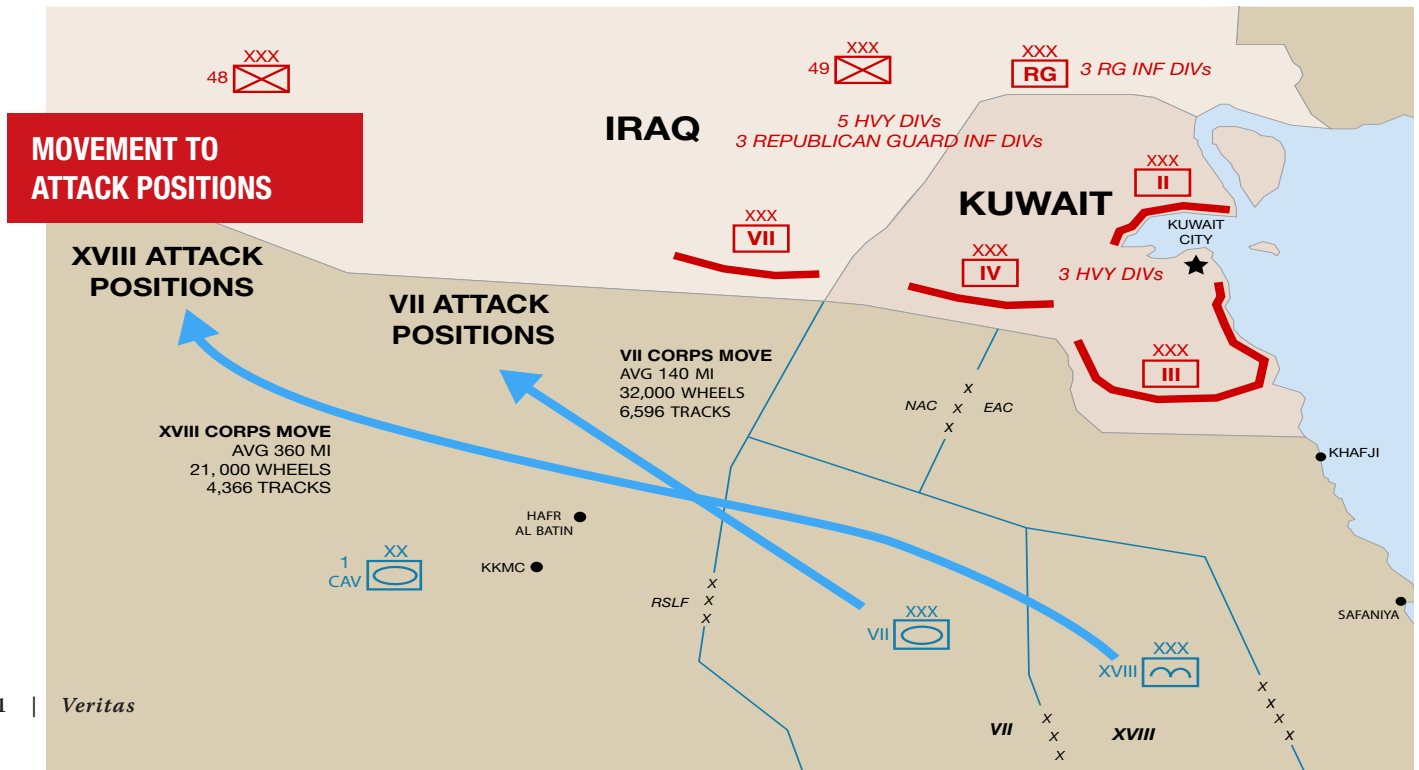 XXX
48
XXX
49
XXX
RG
3 RG INF DIVs
MOVEMENT TO
ATTACK POSITIONS
IRAQ
5 HVY DIVs
3 REPUBLICAN GUARD INF DIVs
XXX
II
KUWAIT
KUWAIT
CITY
XXX
VII
XXX
IV
3 HVY DIVs
XVIII ATTACK
POSITIONS
VII ATTACK
POSITIONS
VII CORPS MOVE
AVG 140 MI
32,000 WHEELS
6,596 TRACKS
XXX
III
NAC
x
x
x
EAC
XVIII CORPS MOVE
AVG 360 MI
21,000 WHEELS
4,366 TRACKS
KHAFJI
HAFR
AL BATIN
KKMC
1
CAV
XX
RSLF
x
x
x
XXX
VII
XXX
XVIII
SAFANIYA
VII
x
x
x
XVIII
x
x
x
x
1 | Veritas